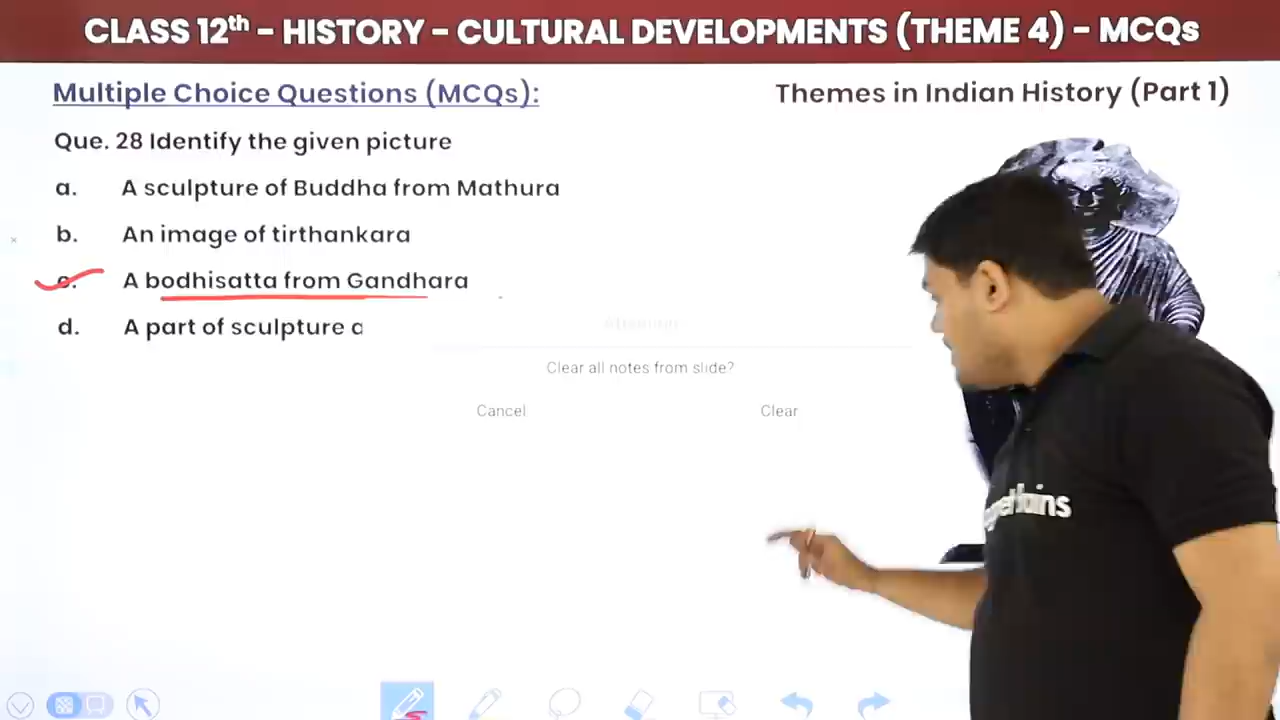 CLASS 12th – HISTORY – CULTURAL DEVELOPMENTS (THEME 4) – MCQs
Multiple Choice Questions (MCQs):
Themes in Indian History (Part 1)
Que. 28 Identify the given picture
a. A sculpture of Buddha from Mathura
b. An image of tirthankara
c. A bodhisatta from Gandhara
d. A part of sculpture
Attention
Clear all notes from slide?
Cancel
Clear